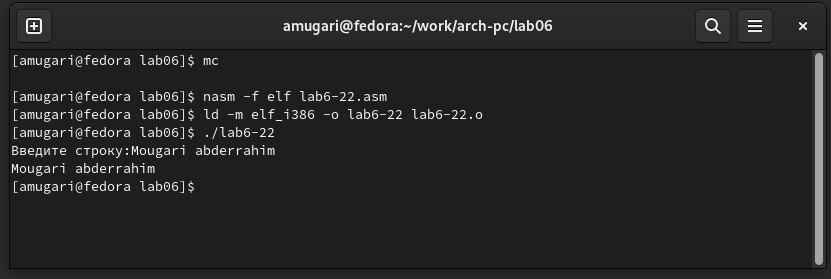 amugari@fedora:~/work/arch-pc/lab06
[amugari@fedora lab06]$ mc
[amugari@fedora lab06]$ nasm -f elf lab6-22.asm
[amugari@fedora lab06]$ ld -m elf_i386 -o lab6-22 lab6-22.o
[amugari@fedora lab06]$ ./lab6-22
Введите строку:Mougari abderrahim
Mougari abderrahim
[amugari@fedora lab06]$